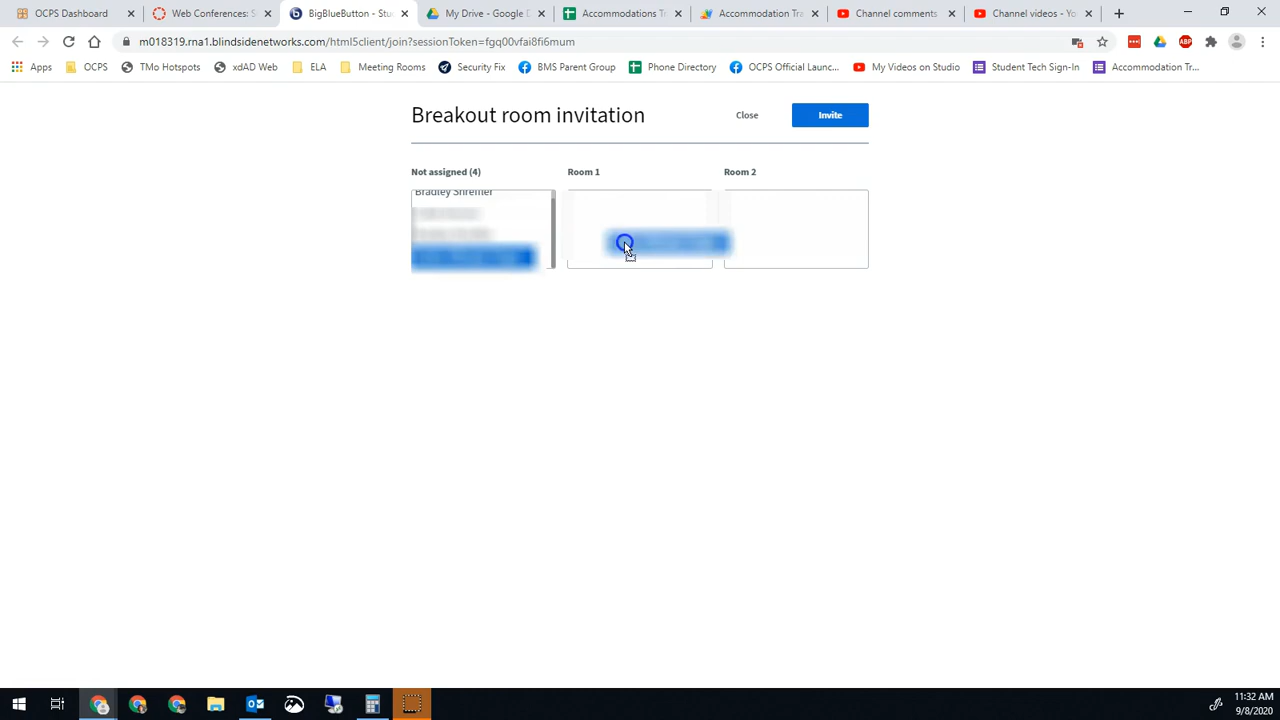 OCPS Dashboard
Web Conferences: S
BigBlueButton - Stu
My Drive - Google D
Accommodations Tr
Accommodation Tra
Channel comments
Channel videos - Yo
m018319.rna1.blindsidenetworks.com/html5client/join?sessionToken=fgq00vfai8fi6mum
Apps
OCPS
TMo Hotspots
xdAD Web
ELA
Meeting Rooms
Security Fix
BMS Parent Group
Phone Directory
OCPS Official Launc...
My Videos on Studio
Student Tech Sign-In
Accommodation Tr...
Breakout room invitation
Close
Invite
Not assigned (4)
Room 1
Room 2
Bradley Shreffler
11:32 AM
9/8/2020